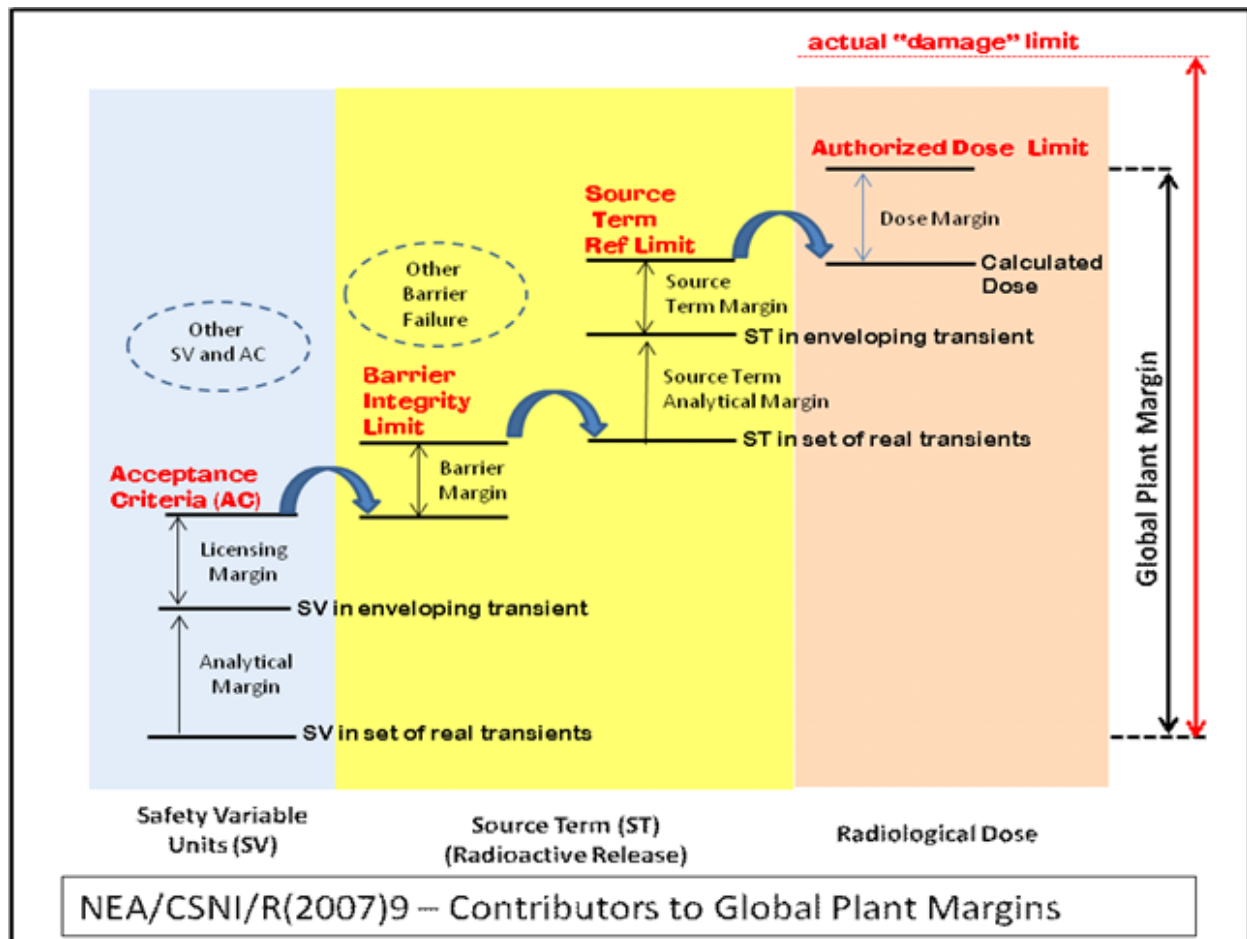 actual “damage” limit
Authorized Dose Limit
Dose Margin
Calculated
Dose
Source
Term
Ref Limit
Source
Term Margin
ST in enveloping transient
Source Term
Analytical Margin
ST in set of real transients
Other
Barrier
Failure
Other
SV and AC
Barrier
Integrity
Limit
Barrier
Margin
Acceptance
Criteria (AC)
Licensing
Margin
SV in enveloping transient
Analytical
Margin
SV in set of real transients
Global Plant Margin
Safety Variable
Units (SV)
Source Term (ST)
(Radioactive Release)
Radiological Dose
NEA/CSNI/R(2007)9 – Contributors to Global Plant Margins